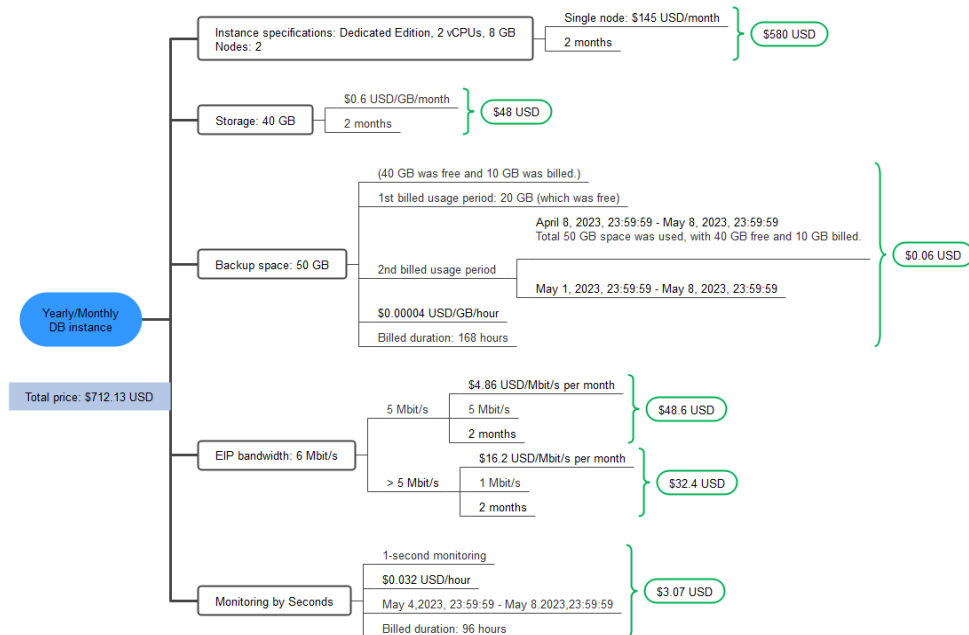 Yearly/Monthly
DB instance
Total price: $712.13 USD
Instance specifications: Dedicated Edition, 2 vCPUs, 8 GB
Nodes: 2
Single node: $145 USD/month
2 months
$580 USD
Storage: 40 GB
$0.6 USD/GB/month
2 months
$48 USD
Backup space: 50 GB
(40 GB was free and 10 GB was billed.)
1st billed usage period: 20 GB (which was free)
2nd billed usage period
April 8, 2023, 23:59:59 - May 8, 2023, 23:59:59
Total 50 GB space was used, with 40 GB free and 10 GB billed.
May 1, 2023, 23:59:59 - May 8, 2023, 23:59:59
$0.00004 USD/GB/hour
Billed duration: 168 hours
$0.06 USD
EIP bandwidth: 6 Mbit/s
5 Mbit/s
$4.86 USD/Mbit/s per month
5 Mbit/s
2 months
$48.6 USD
> 5 Mbit/s
$16.2 USD/Mbit/s per month
1 Mbit/s
2 months
$32.4 USD
Monitoring by Seconds
1-second monitoring
$0.032 USD/hour
May 4,2023, 23:59:59 - May 8.2023,23:59:59
Billed duration: 96 hours
$3.07 USD